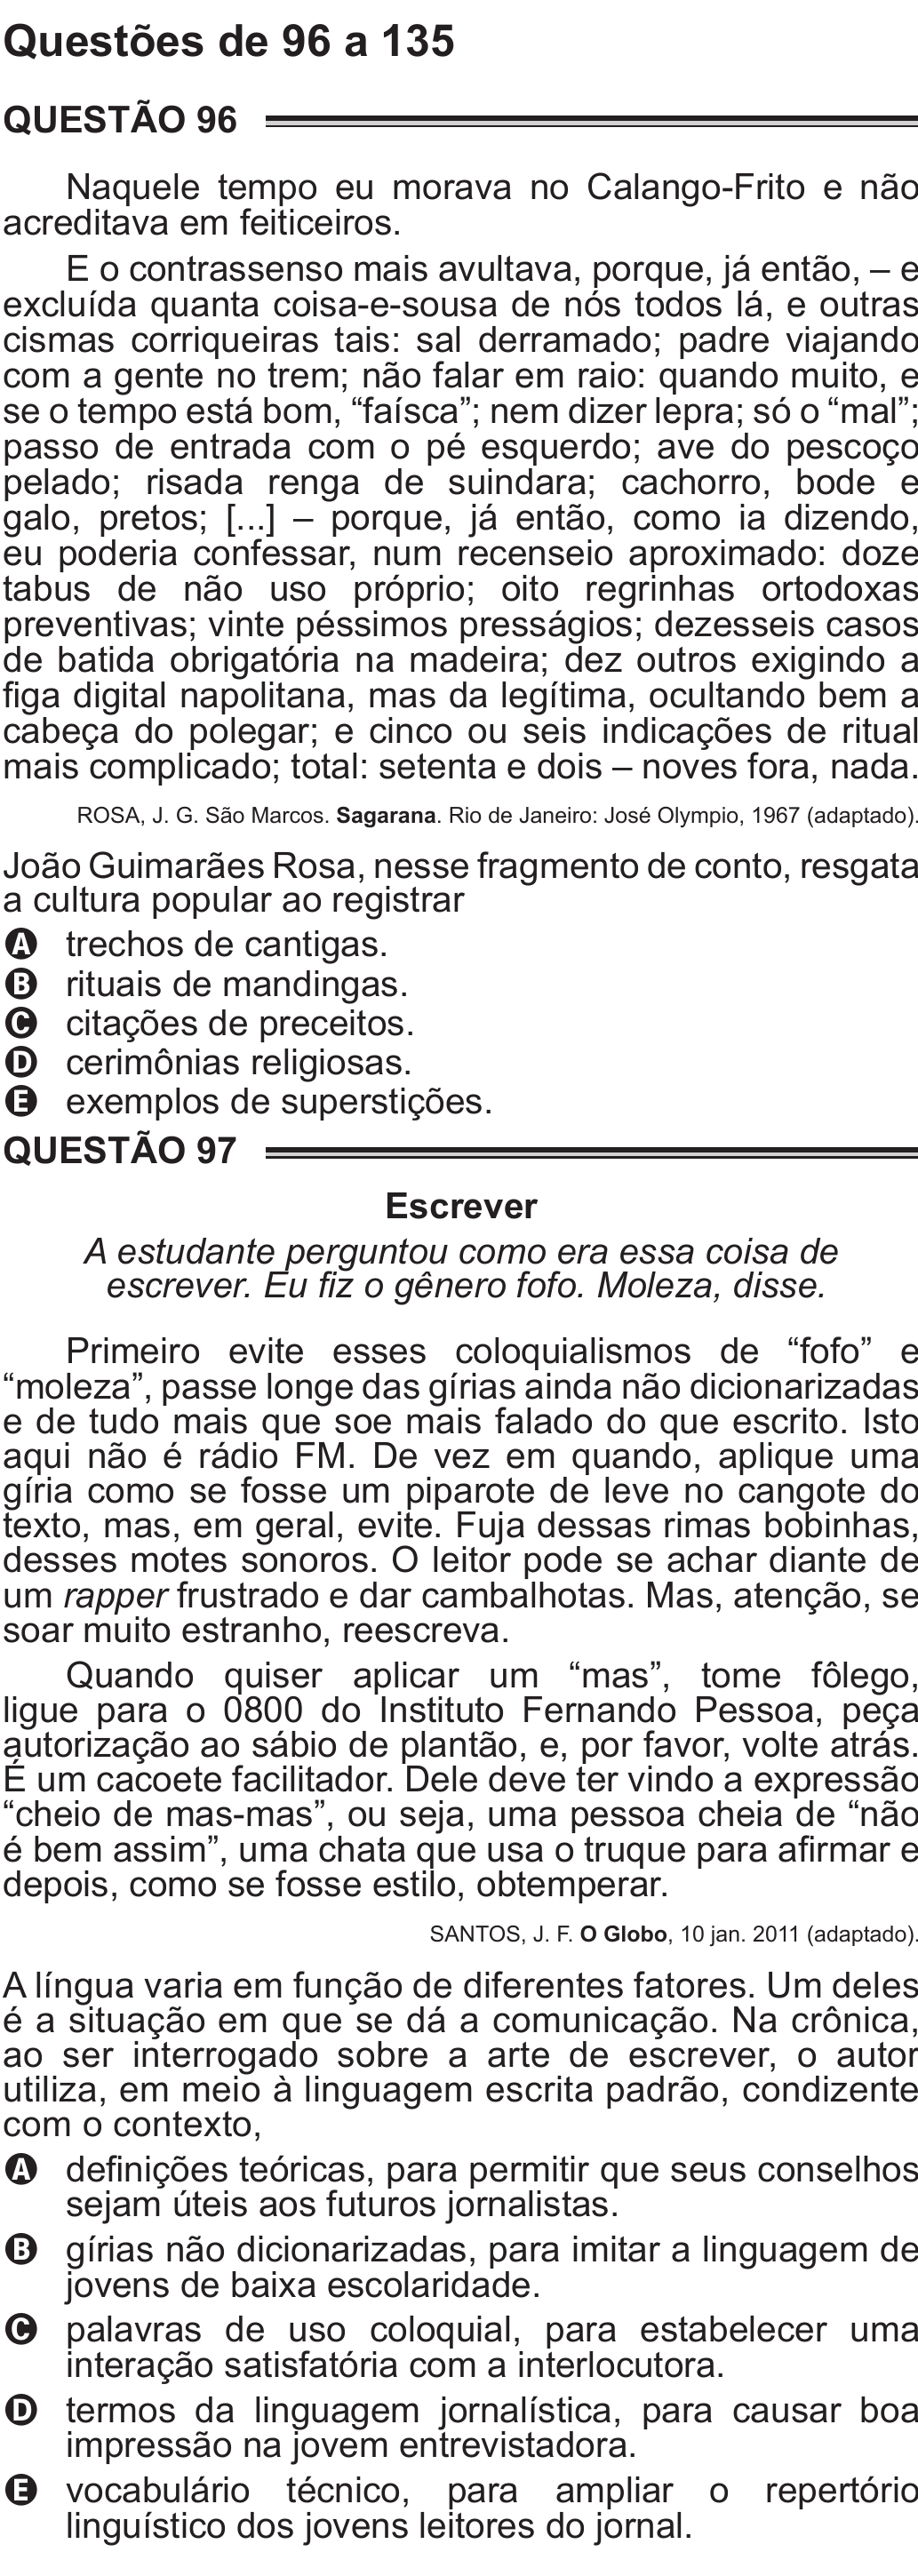 Questões de 96 a 135
QUESTÃO 96
Naquele tempo eu morava no Calango-Frito e não
acreditava em feiticeiros.
E o contrassenso mais avultava, porque, já então, – e
excluída quanta coisa-e-sousa de nós todos lá, e outras
cismas corriqueiras tais: sal derramado; padre viajando
com a gente no trem; não falar em raio: quando muito, e
se o tempo está bom, “faísca”; nem dizer lepra; só o “mal”;
passo de entrada com o pé esquerdo; ave do pescoço
pelado; risada renga de suindara; cachorro, bode e
galo, pretos; [...] – porque, já então, como ia dizendo,
eu poderia confessar, num recenseio aproximado: doze
tabus de não uso próprio; oito regrinhas ortodoxas
preventivas; vinte péssimos presságios; dezesseis casos
de batida obrigatória na madeira; dez outros exigindo a
figa digital napolitana, mas da legítima, ocultando bem a
cabeça do polegar; e cinco ou seis indicações de ritual
mais complicado; total: setenta e dois – noves fora, nada.
ROSA, J. G. São Marcos. Sagarana. Rio de Janeiro: José Olympio, 1967 (adaptado).
João Guimarães Rosa, nesse fragmento de conto, resgata
a cultura popular ao registrar
A trechos de cantigas.
B rituais de mandingas.
C citações de preceitos.
D cerimônias religiosas.
E exemplos de superstições.
QUESTÃO 97
Escrever
A estudante perguntou como era essa coisa de
escrever. Eu fiz o gênero fofo. Moleza, disse.
Primeiro evite esses coloquialismos de “fofo” e
“moleza”, passe longe das gírias ainda não dicionarizadas
e de tudo mais que soe mais falado do que escrito. Isto
aqui não é rádio FM. De vez em quando, aplique uma
gíria como se fosse um piparote de leve no cangote do
texto, mas, em geral, evite. Fuja dessas rimas bobinhas,
desses motes sonoros. O leitor pode se achar diante de
um rapper frustrado e dar cambalhotas. Mas, atenção, se
soar muito estranho, reescreva.
Quando quiser aplicar um “mas”, tome fôlego,
ligue para o 0800 do Instituto Fernando Pessoa, peça
autorização ao sábio de plantão, e, por favor, volte atrás.
É um cacoete facilitador. Dele deve ter vindo a expressão
“cheio de mas-mas”, ou seja, uma pessoa cheia de “não
é bem assim”, uma chata que usa o truque para afirmar e
depois, como se fosse estilo, obtemperar.
SANTOS, J. F. O Globo, 10 jan. 2011 (adaptado).
A língua varia em função de diferentes fatores. Um deles
é a situação em que se dá a comunicação. Na crônica,
ao ser interrogado sobre a arte de escrever, o autor
utiliza, em meio à linguagem escrita padrão, condizente
com o contexto,
A definições teóricas, para permitir que seus conselhos
sejam úteis aos futuros jornalistas.
B gírias não dicionarizadas, para imitar a linguagem de
jovens de baixa escolaridade.
C palavras de uso coloquial, para estabelecer uma
interação satisfatória com a interlocutora.
D termos da linguagem jornalística, para causar boa
impressão na jovem entrevistadora.
E vocabulário técnico, para ampliar o repertório
linguístico dos jovens leitores do jornal.